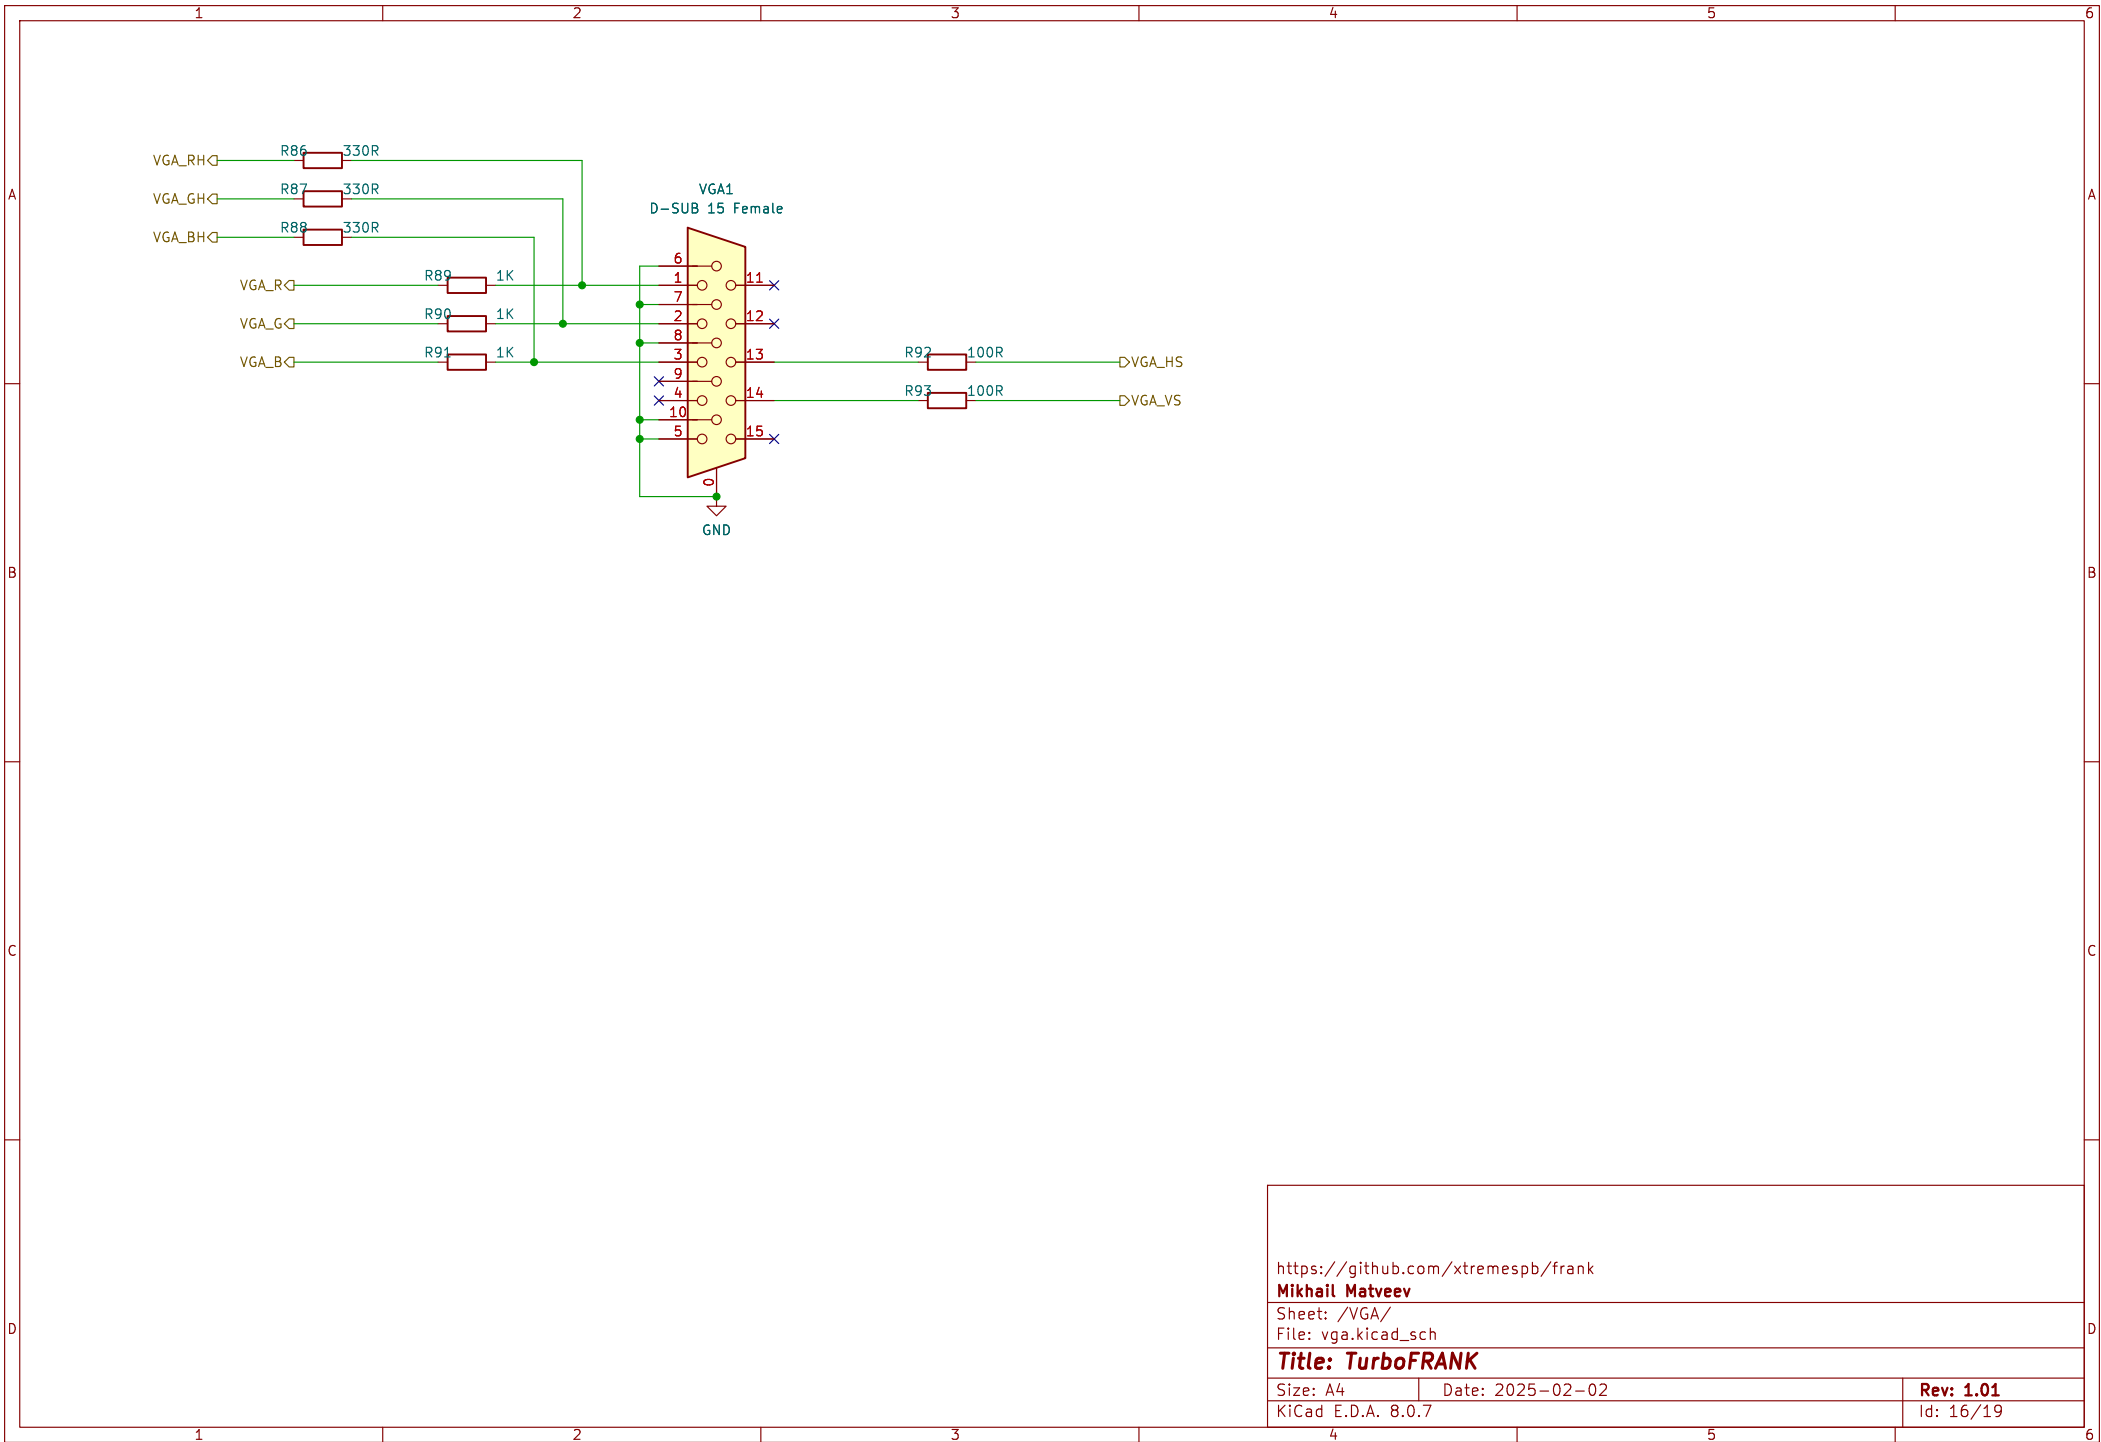 1 2 3 4 5 6
A A
B B
C C
D D
VGA_RH R86 330R
VGA_GH R87 330R
VGA_BH R88 330R
VGA_R R89 1K
VGA_G R90 1K
VGA_B R91 1K
VGA1
D-SUB 15 Female
6
1 11
7
2 12
8
3 13
9
4 14
10
5 15
0
GND
R92 100R VGA_HS
R93 100R VGA_VS
https://github.com/xtremespb/frank
Mikhail Matveev
Sheet: /VGA/
File: vga.kicad_sch
Title: TurboFRANK
Size: A4 Date: 2025-02-02 Rev: 1.01
KiCad E.D.A. 8.0.7 Id: 16/19
1 2 3 4 5 6